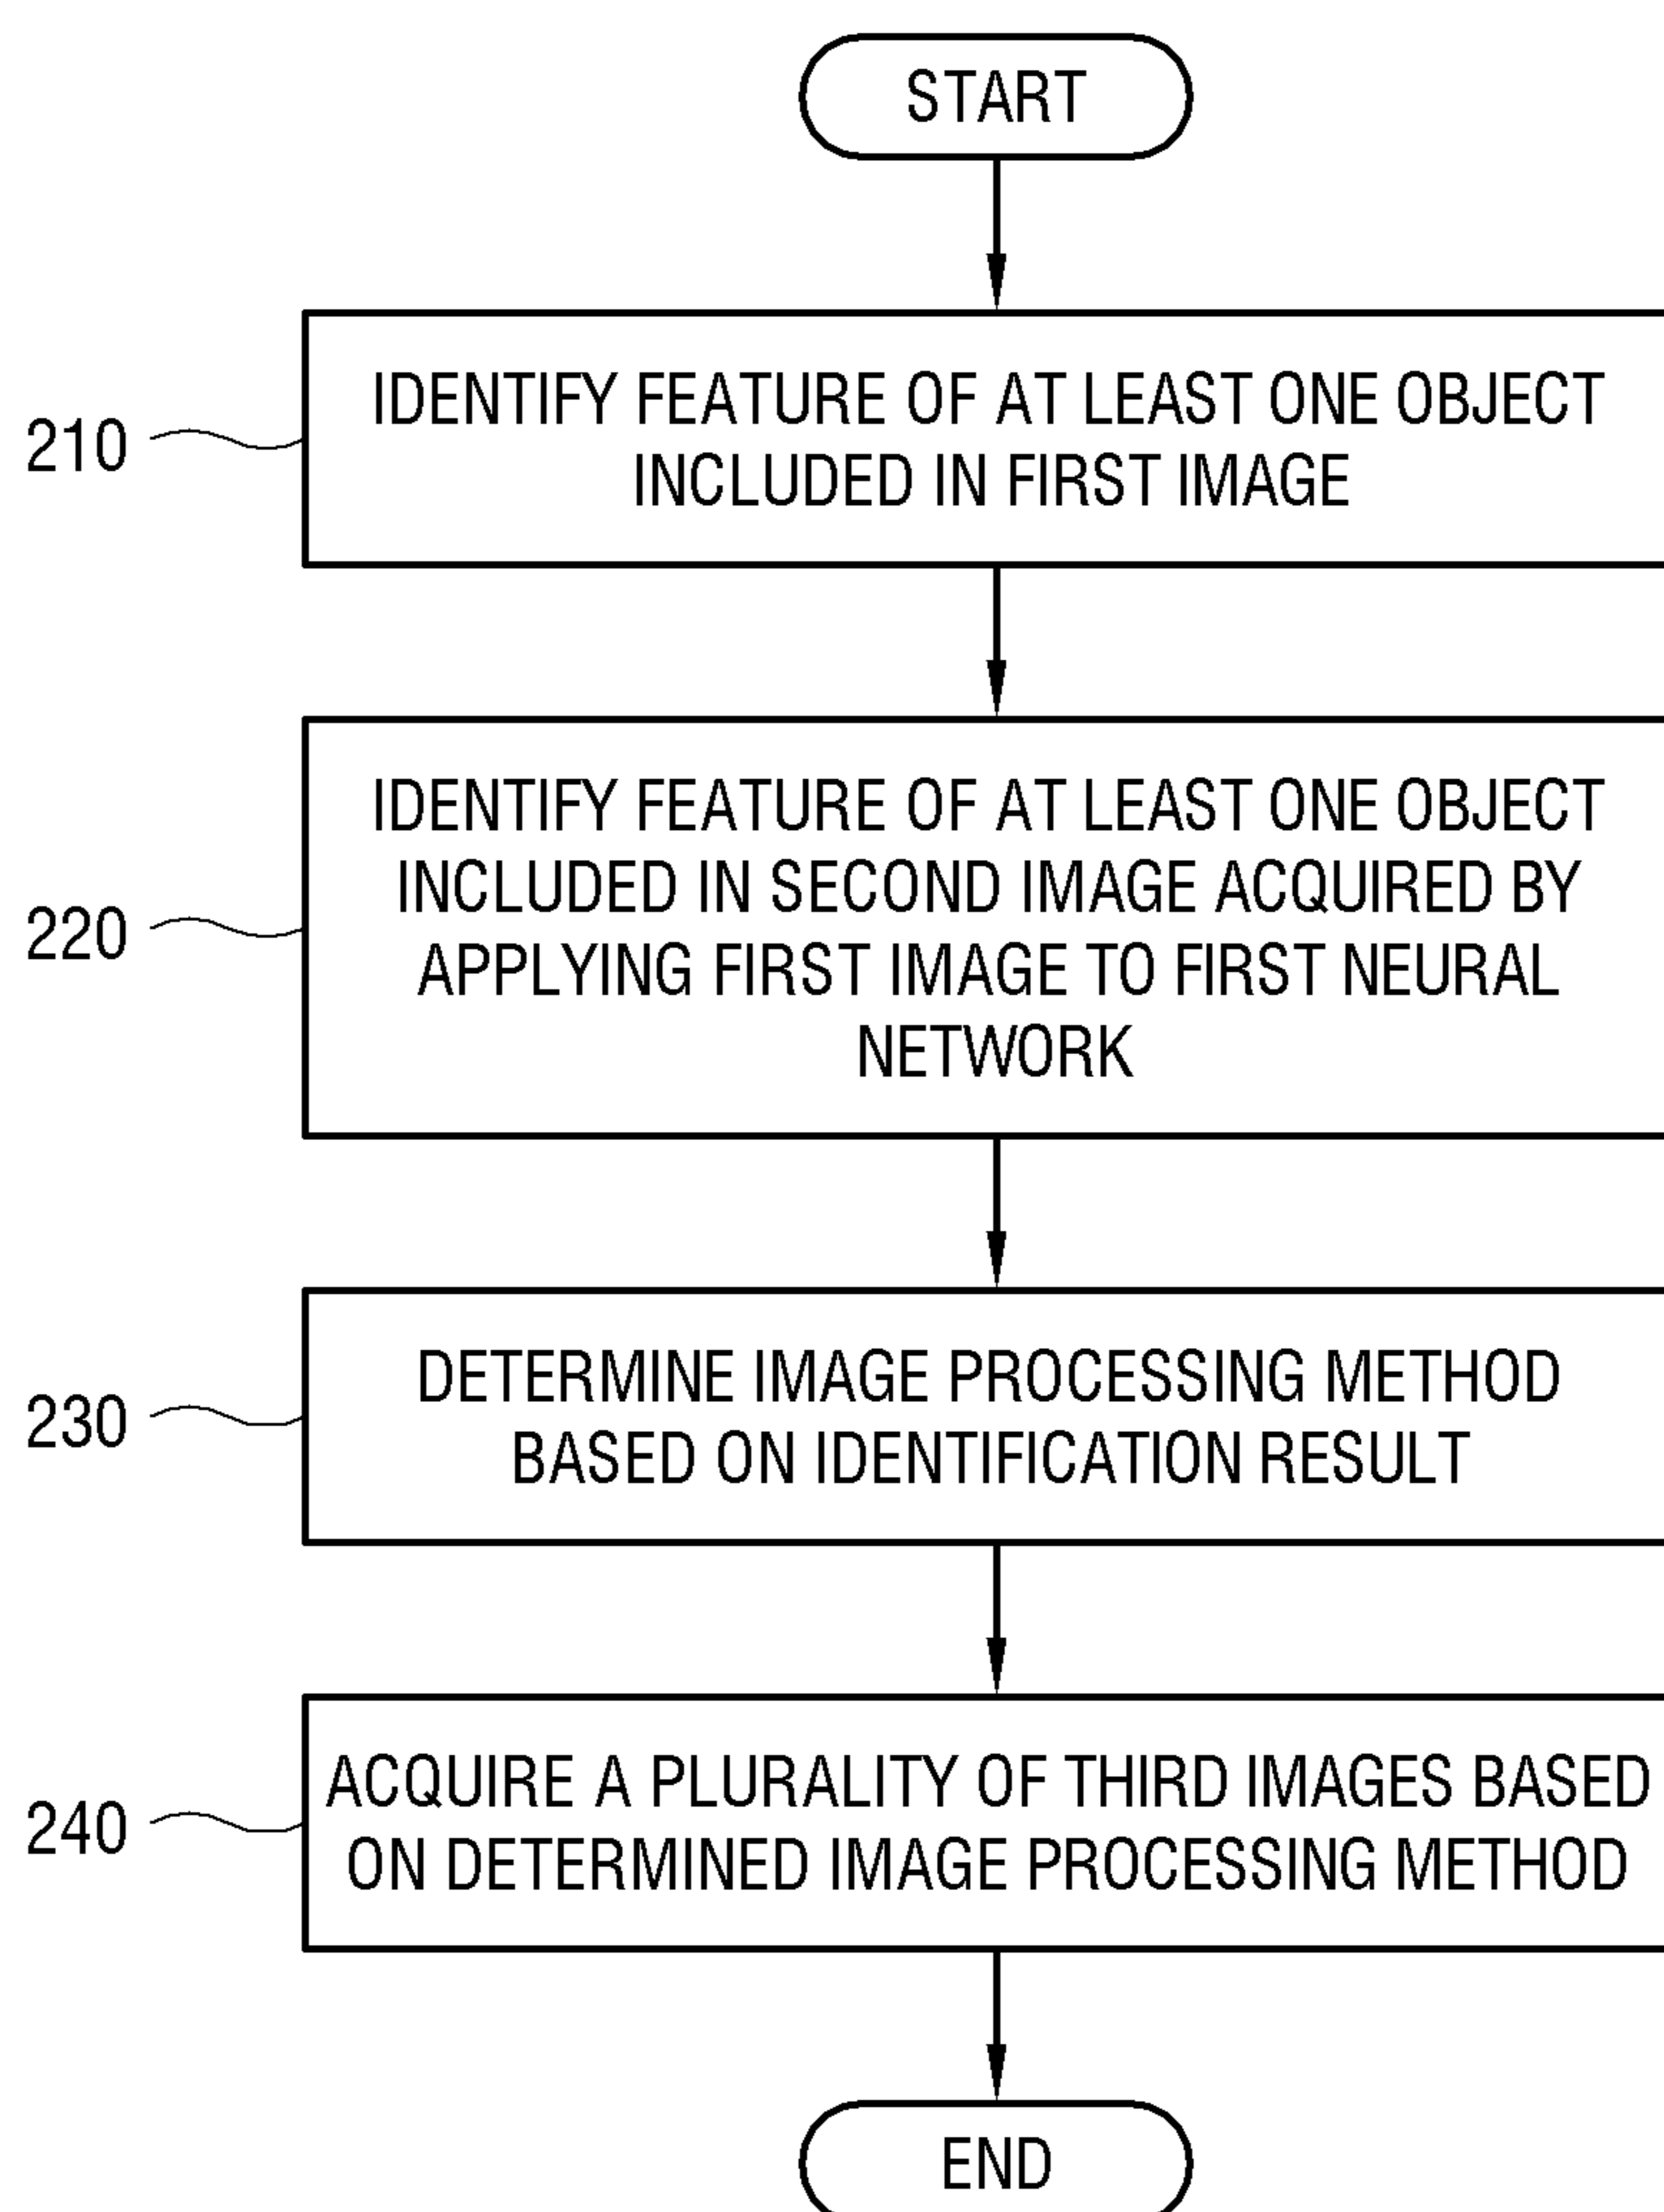 START
IDENTIFY FEATURE OF AT LEAST ONE OBJECT
INCLUDED IN FIRST IMAGE
210
IDENTIFY FEATURE OF AT LEAST ONE OBJECT
INCLUDED IN SECOND IMAGE ACQUIRED BY
APPLYING FIRST IMAGE TO FIRST NEURAL
NETWORK
220
DETERMINE IMAGE PROCESSING METHOD
BASED ON IDENTIFICATION RESULT
230
ACQUIRE A PLURALITY OF THIRD IMAGES BASED
ON DETERMINED IMAGE PROCESSING METHOD
240
END